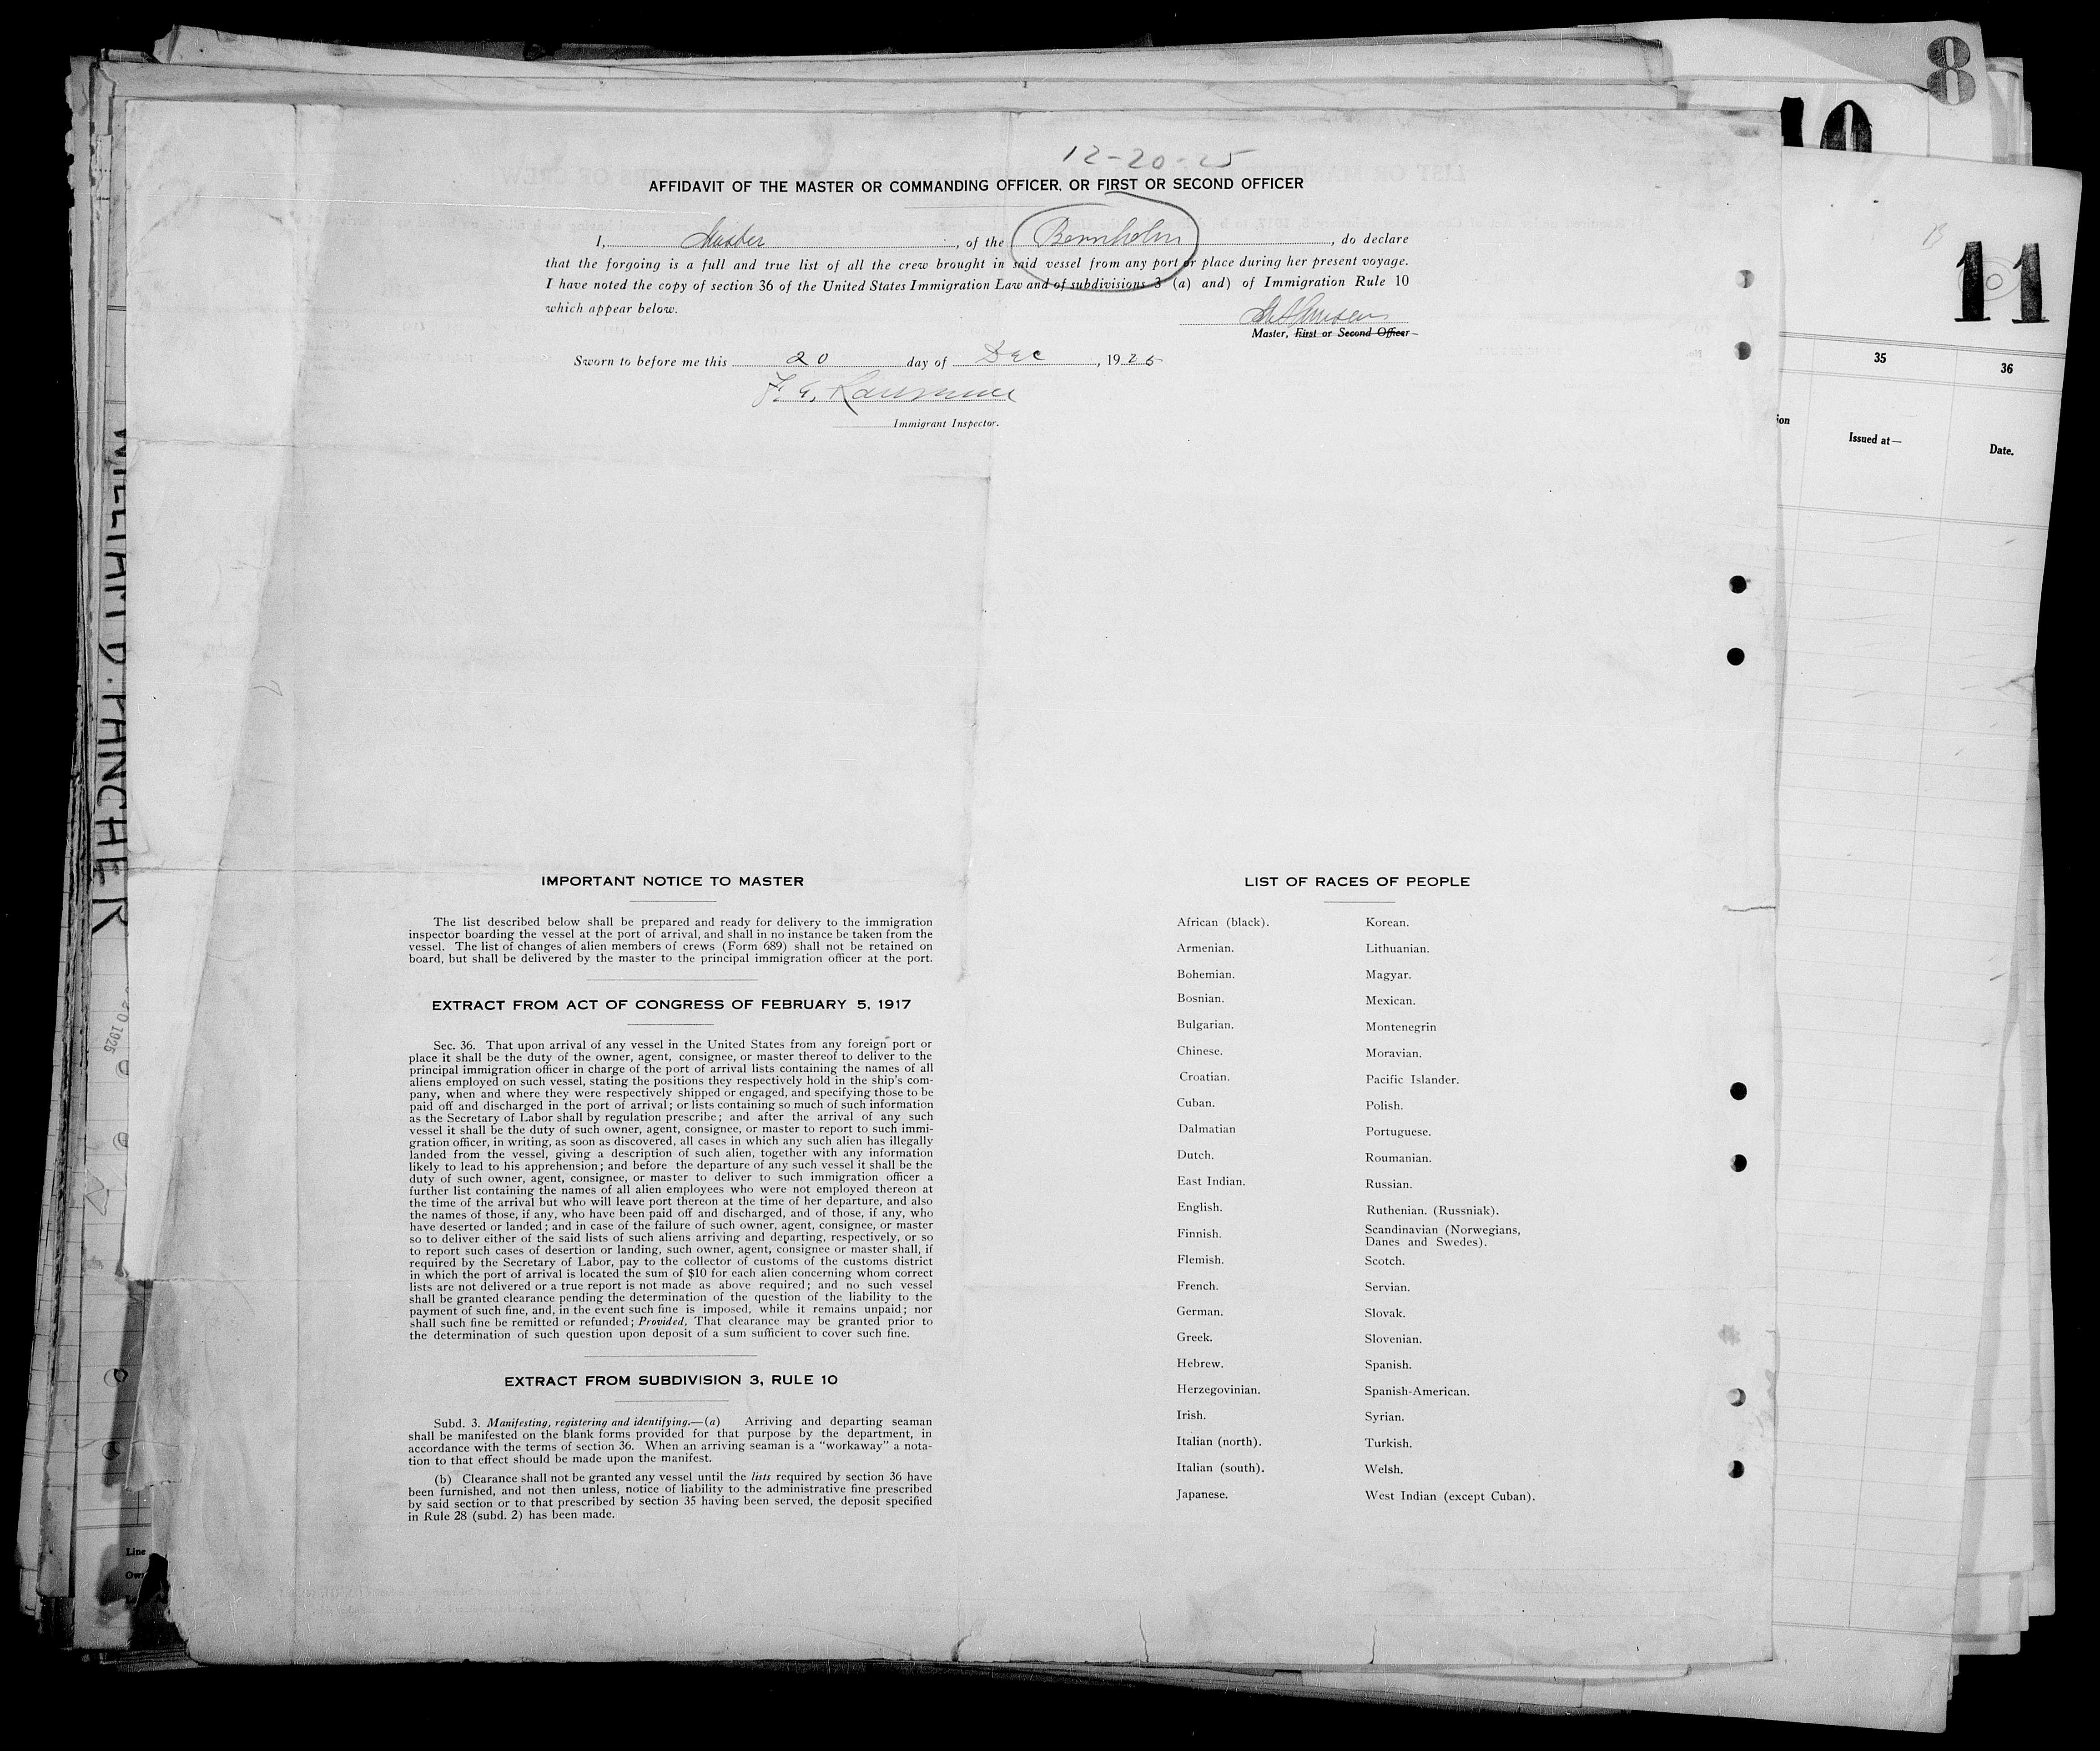 8
10
11
35
36
ion
Issued at—
Date.
WILLIAM D. FANCHER
12-20-25
AFFIDAVIT OF THE MASTER OR COMMANDING OFFICER, OR FIRST OR SECOND OFFICER
I, Master, of the Bornholm, do declare
that the forgoing is a full and true list of all the crew brought in said vessel from any port or place during her present voyage.
I have noted the copy of section 36 of the United States Immigration Law and of subdivisions 3 (a) and) of Immigration Rule 10
which appear below.
Master, First or Second Officer
Sworn to before me this 20 day of Dec, 1925
Immigrant Inspector.
IMPORTANT NOTICE TO MASTER
The list described below shall be prepared and ready for delivery to the immigration
inspector boarding the vessel at the port of arrival, and shall in no instance be taken from the
vessel. The list of changes of alien members of crews (Form 689) shall not be retained on
board, but shall be delivered by the master to the principal immigration officer at the port.
EXTRACT FROM ACT OF CONGRESS OF FEBRUARY 5, 1917
Sec. 36. That upon arrival of any vessel in the United States from any foreign port or
place it shall be the duty of the owner, agent, consignee, or master thereof to deliver to the
principal immigration officer in charge of the port of arrival lists containing the names of all
aliens employed on such vessel, stating the positions they respectively hold in the ship's com-
pany, when and where they were respectively shipped or engaged, and specifying those to be
paid off and discharged in the port of arrival; or lists containing so much of such information
as the Secretary of Labor shall by regulation prescribe; and after the arrival of any such
vessel it shall be the duty of such owner, agent, consignee, or master to report to such immi-
gration officer, in writing, as soon as discovered, all cases in which any such alien has illegally
landed from the vessel, giving a description of such alien, together with any information
likely to lead to his apprehension; and before the departure of any such vessel it shall be the
duty of such owner, agent, consignee, or master to deliver to such immigration officer a
further list containing the names of all alien employees who were not employed thereon at
the time of the arrival but who will leave port thereon at the time of her departure, and also
the names of those, if any, who have been paid off and discharged, and of those, if any, who
have deserted or landed; and in case of the failure of such owner, agent, consignee, or master
so to deliver either of the said lists of such aliens arriving and departing, respectively, or so
to report such cases of desertion or landing, such owner, agent, consignee or master shall, if
required by the Secretary of Labor, pay to the collector of customs of the customs district
in which the port of arrival is located the sum of $10 for each alien concerning whom correct
lists are not delivered or a true report is not made as above required; and no such vessel
shall be granted clearance pending the determination of the question of the liability to the
payment of such fine, and, in the event such fine is imposed, while it remains unpaid; nor
shall such fine be remitted or refunded; Provided, That clearance may be granted prior to
the determination of such question upon deposit of a sum sufficient to cover such fine.
EXTRACT FROM SUBDIVISION 3, RULE 10
Subd. 3. Manifesting, registering and identifying.—(a) Arriving and departing seaman
shall be manifested on the blank forms provided for that purpose by the department, in
accordance with the terms of section 36. When an arriving seaman is a "workaway" a nota-
tion to that effect should be made upon the manifest.
(b) Clearance shall not be granted any vessel until the lists required by section 36 have
been furnished, and not then unless, notice of liability to the administrative fine prescribed
by said section or to that prescribed by section 35 having been served, the deposit specified
in Rule 28 (subd. 2) has been made.
LIST OF RACES OF PEOPLE
African (black).
Armenian.
Bohemian.
Bosnian.
Bulgarian.
Chinese.
Croatian.
Cuban.
Dalmatian
Dutch.
East Indian.
English.
Finnish.
Flemish.
French.
German.
Greek.
Hebrew.
Herzegovinian.
Irish.
Italian (north).
Italian (south).
Japanese.
Korean.
Lithuanian.
Magyar.
Mexican.
Montenegrin
Moravian.
Pacific Islander.
Polish.
Portuguese.
Roumanian.
Russian.
Ruthenian. (Russniak).
Scandinavian (Norwegians,
Danes and Swedes).
Scotch.
Servian.
Slovak.
Slovenian.
Spanish.
Spanish-American.
Syrian.
Turkish.
Welsh.
West Indian (except Cuban).
Line